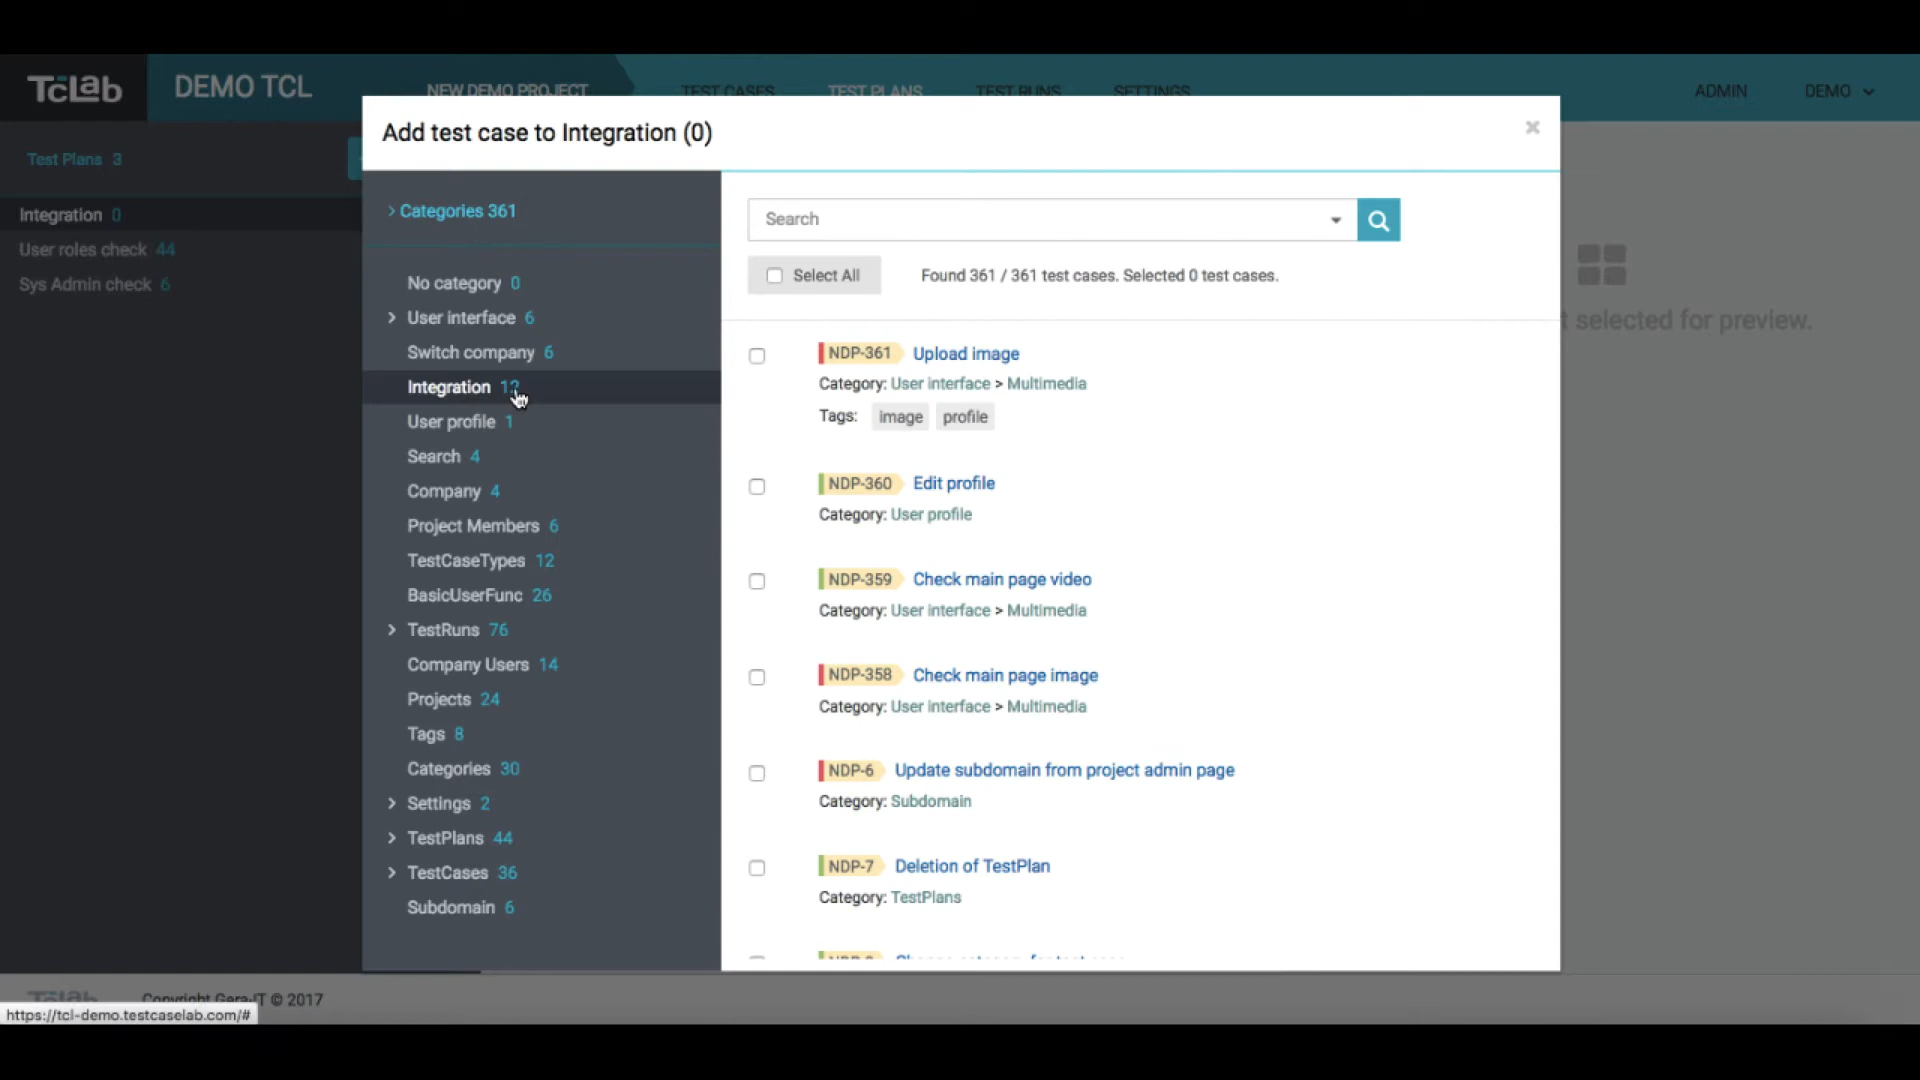 TcLab
DEMO TCL
NEW DEMO PROJECT
TEST CASES
TEST PLANS
TEST RUNS
SETTINGS
ADMIN
DEMO
Test Plans 3
Integration 0
User roles check 44
Sys Admin check 6
Add test case to Integration (0)
×
> Categories 361
No category 0
> User interface 6
Switch company 6
Integration 12
User profile 1
Search 4
Company 4
Project Members 6
TestCaseTypes 12
BasicUserFunc 26
> TestRuns 76
Company Users 14
Projects 24
Tags 8
Categories 30
> Settings 2
> TestPlans 44
> TestCases 36
Subdomain 6
Search
Select All
Found 361 / 361 test cases. Selected 0 test cases.
NDP-361 Upload image
Category: User interface > Multimedia
Tags: image profile
NDP-360 Edit profile
Category: User profile
NDP-359 Check main page video
Category: User interface > Multimedia
NDP-358 Check main page image
Category: User interface > Multimedia
NDP-6 Update subdomain from project admin page
Category: Subdomain
NDP-7 Deletion of TestPlan
Category: TestPlans
selected for preview.
Copyright Gera-IT © 2017
https://tcl-demo.testcaselab.com/#